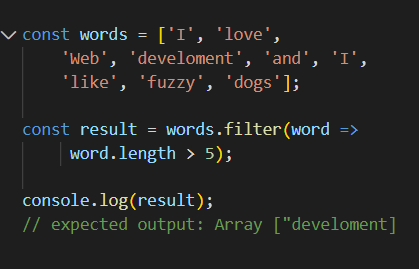 const words = ['I', 'love',
'Web', 'develoment', 'and', 'I',
'like', 'fuzzy', 'dogs'];
const result = words.filter(word =>
word.length > 5);
console.log(result);
// expected output: Array ["develoment]